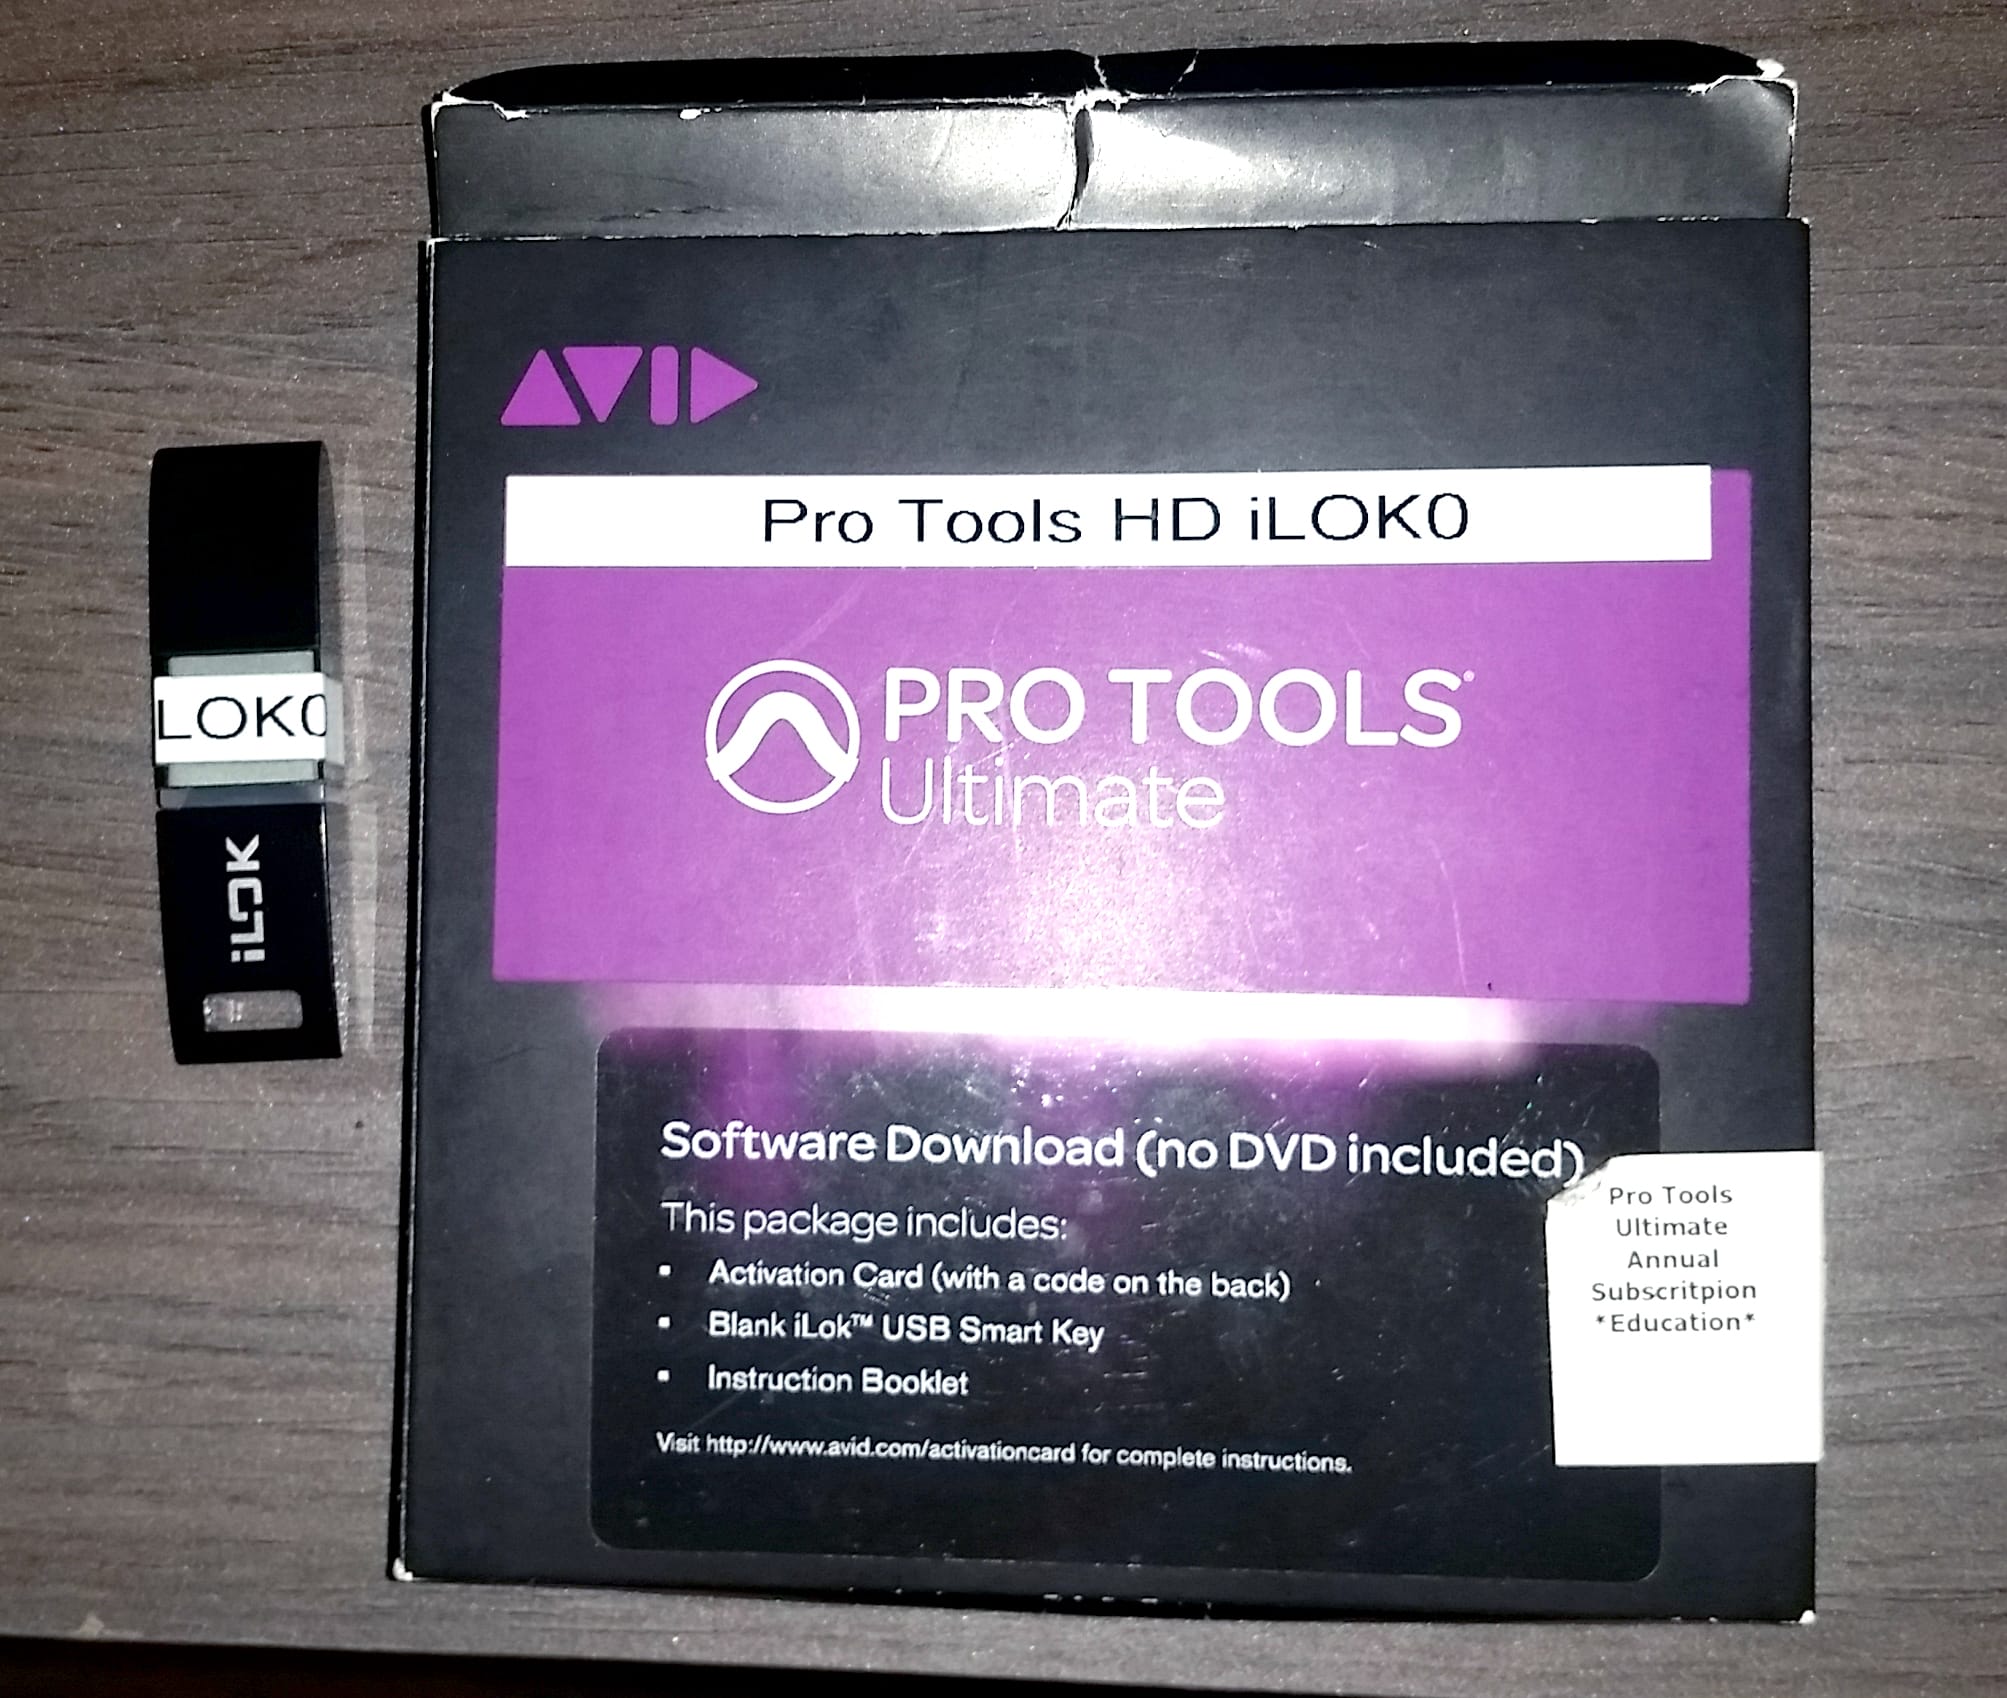 AVID
Pro Tools HD iLOK0
PRO TOOLS
Ultimate
LOK0
iLOK
Software Download (no DVD included)
This package includes:
▪ Activation Card (with a code on the back)
▪ Blank iLok™ USB Smart Key
▪ Instruction Booklet
Visit http://www.avid.com/activationcard for complete instructions.
Pro Tools
Ultimate
Annual
Subscritpion
*Education*